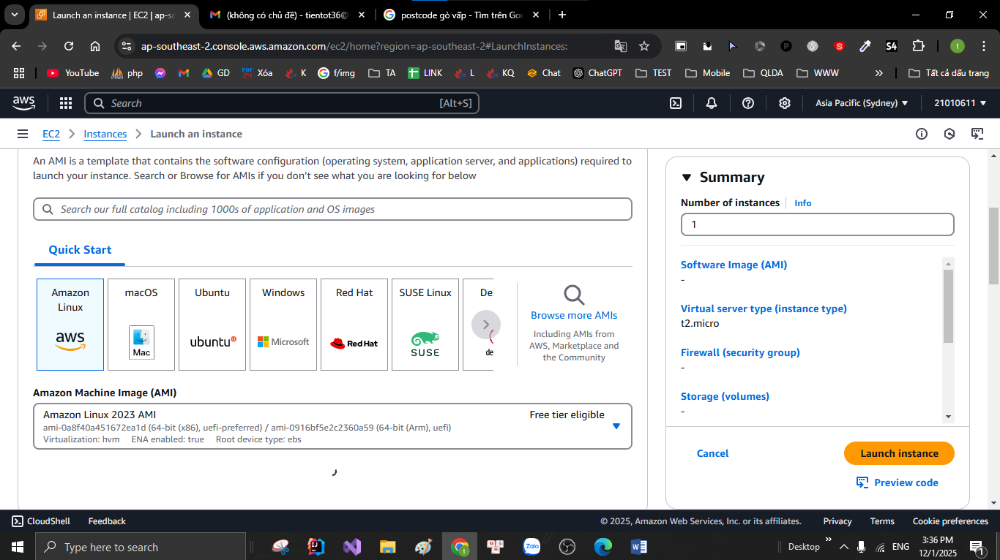 Launch an instance | EC2 | ap-so
(không có chủ đề) - tientot36@
postcode gò vấp - Tìm trên Goo
ap-southeast-2.console.aws.amazon.com/ec2/home?region=ap-southeast-2#LaunchInstances:
S
S4
t
YouTube
php
GD
PDF 24
Xóa
K
f/img
TA
LINK
L
KQ
Chat
ChatGPT
TEST
Mobile
QLDA
WWW
Tất cả dấu trang
aws
Search
[Alt+S]
Asia Pacific (Sydney)
21010611
EC2
Instances
Launch an instance
An AMI is a template that contains the software configuration (operating system, application server, and applications) required to
launch your instance. Search or Browse for AMIs if you don’t see what you are looking for below
Search our full catalog including 1000s of application and OS images
Quick Start
Amazon
Linux
aws
macOS
Mac
Ubuntu
ubuntu
Windows
Microsoft
Red Hat
Red Hat
SUSE Linux
SUSE
De
de
Browse more AMIs
Including AMIs from
AWS, Marketplace and
the Community
Amazon Machine Image (AMI)
Amazon Linux 2023 AMI
Free tier eligible
ami-0a8f40a451672ea1d (64-bit (x86), uefi-preferred) / ami-0916bf5e2c2360a59 (64-bit (Arm), uefi)
Virtualization: hvm ENA enabled: true Root device type: ebs
Summary
Number of instances
Info
1
Software Image (AMI)
-
Virtual server type (instance type)
t2.micro
Firewall (security group)
-
Storage (volumes)
-
Cancel
Launch instance
Preview code
CloudShell
Feedback
© 2025, Amazon Web Services, Inc. or its affiliates.
Privacy
Terms
Cookie preferences
Type here to search
Zalo
Desktop
ENG
3:36 PM
12/1/2025
1